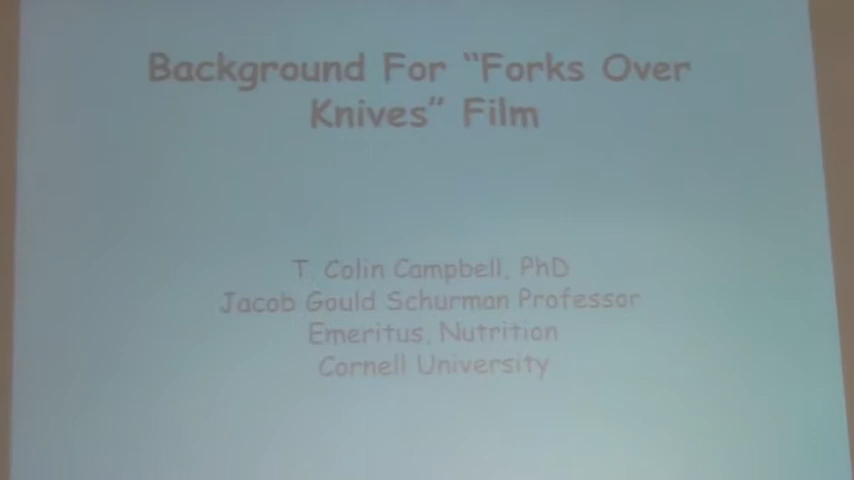 Background For “Forks Over
Knives” Film
T. Colin Campbell, PhD
Jacob Gould Schurman Professor
Emeritus, Nutrition
Cornell University